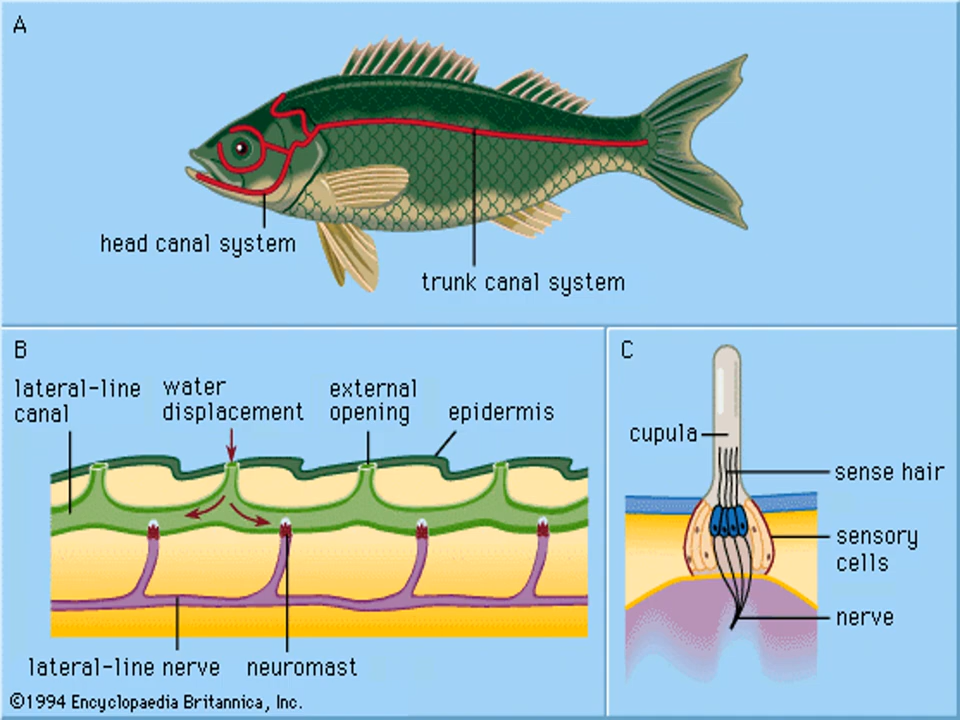 A
head canal system
trunk canal system
B
lateral-line
canal
water
displacement
external
opening
epidermis
lateral-line nerve
neuromast
C
cupula
sense hair
sensory
cells
nerve
©1994 Encyclopaedia Britannica, Inc.